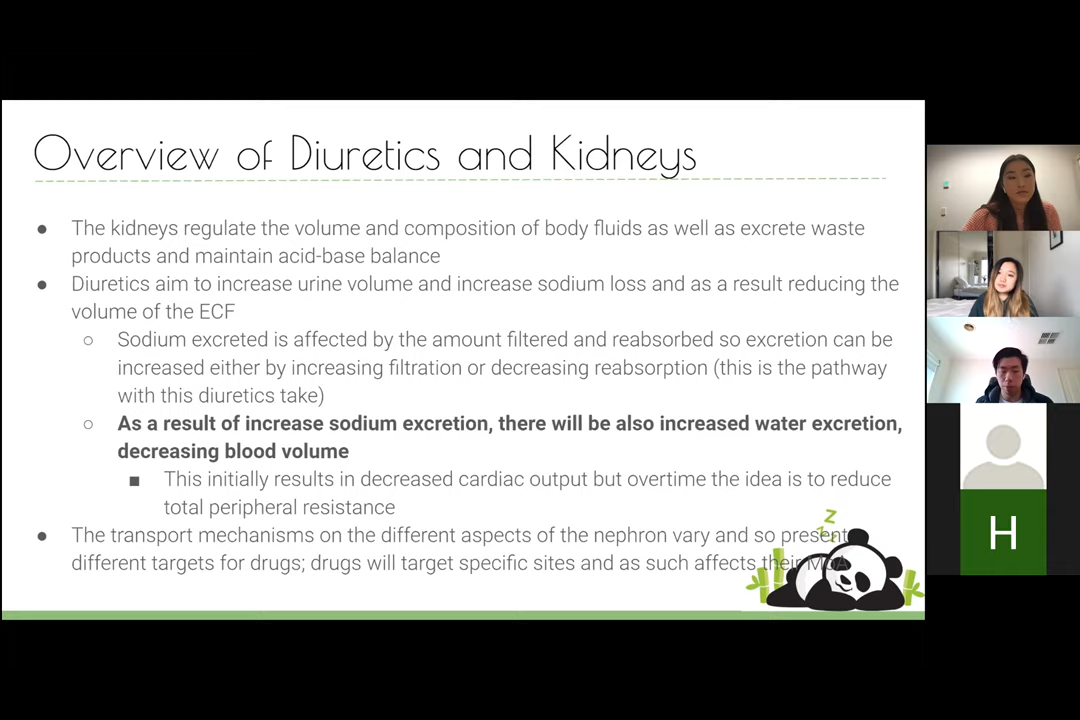 Overview of Diuretics and Kidneys
● The kidneys regulate the volume and composition of body fluids as well as excrete waste
products and maintain acid-base balance
● Diuretics aim to increase urine volume and increase sodium loss and as a result reducing the
volume of the ECF
○ Sodium excreted is affected by the amount filtered and reabsorbed so excretion can be
increased either by increasing filtration or decreasing reabsorption (this is the pathway
with this diuretics take)
○ As a result of increase sodium excretion, there will be also increased water excretion,
decreasing blood volume
■ This initially results in decreased cardiac output but overtime the idea is to reduce
total peripheral resistance
● The transport mechanisms on the different aspects of the nephron vary and so present
different targets for drugs; drugs will target specific sites and as such affects their MoA
Z
Z
H